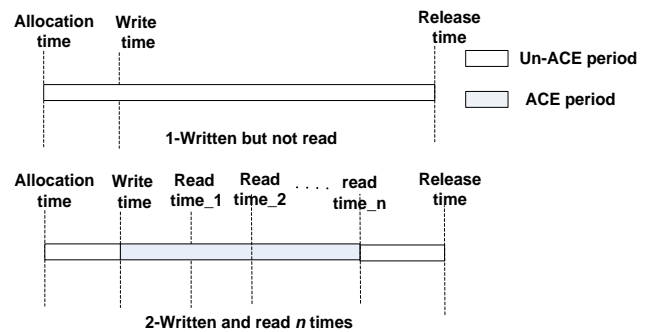 Allocation time
Write time
Release time
Un-ACE period
ACE period
1-Written but not read
Allocation time
Write time
Read time_1
Read time_2
. . . .
read time_n
Release time
2-Written and read n times